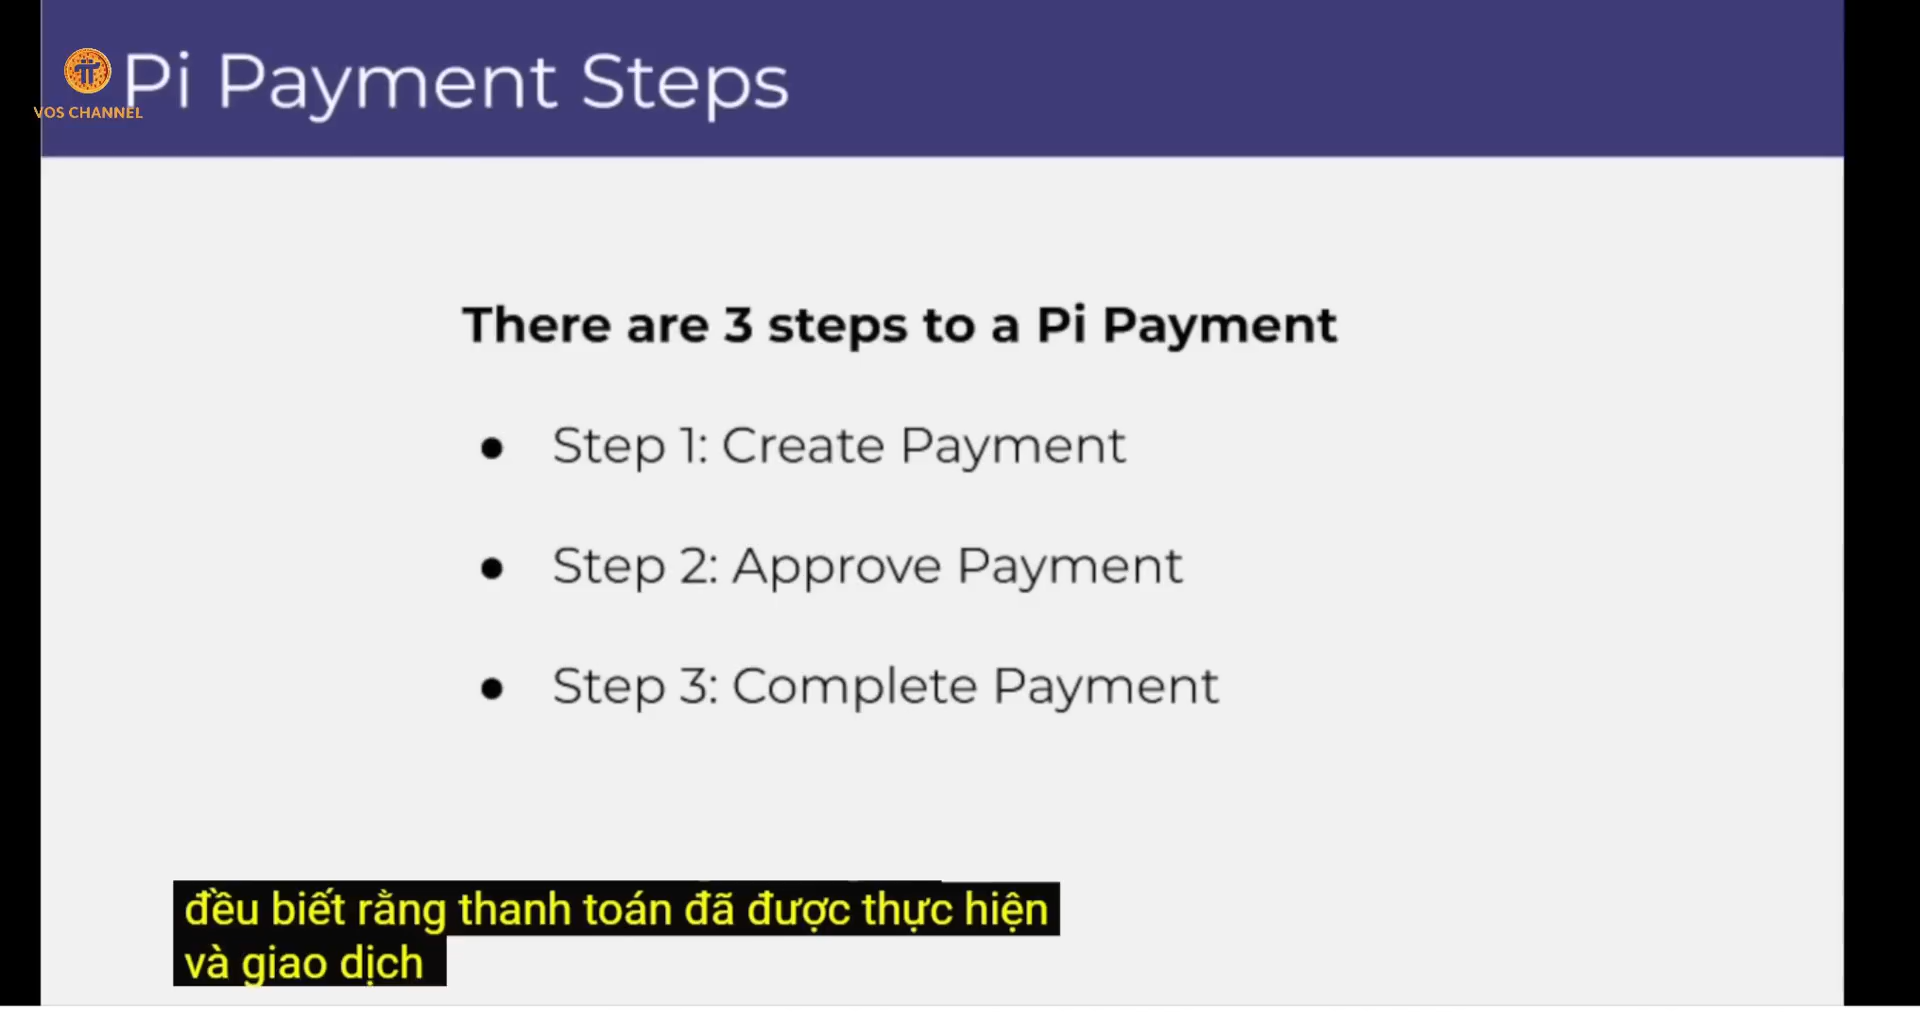 Pi Payment Steps
VOS CHANNEL
There are 3 steps to a Pi Payment
● Step 1: Create Payment
● Step 2: Approve Payment
● Step 3: Complete Payment
đều biết rằng thanh toán đã được thực hiện
và giao dịch